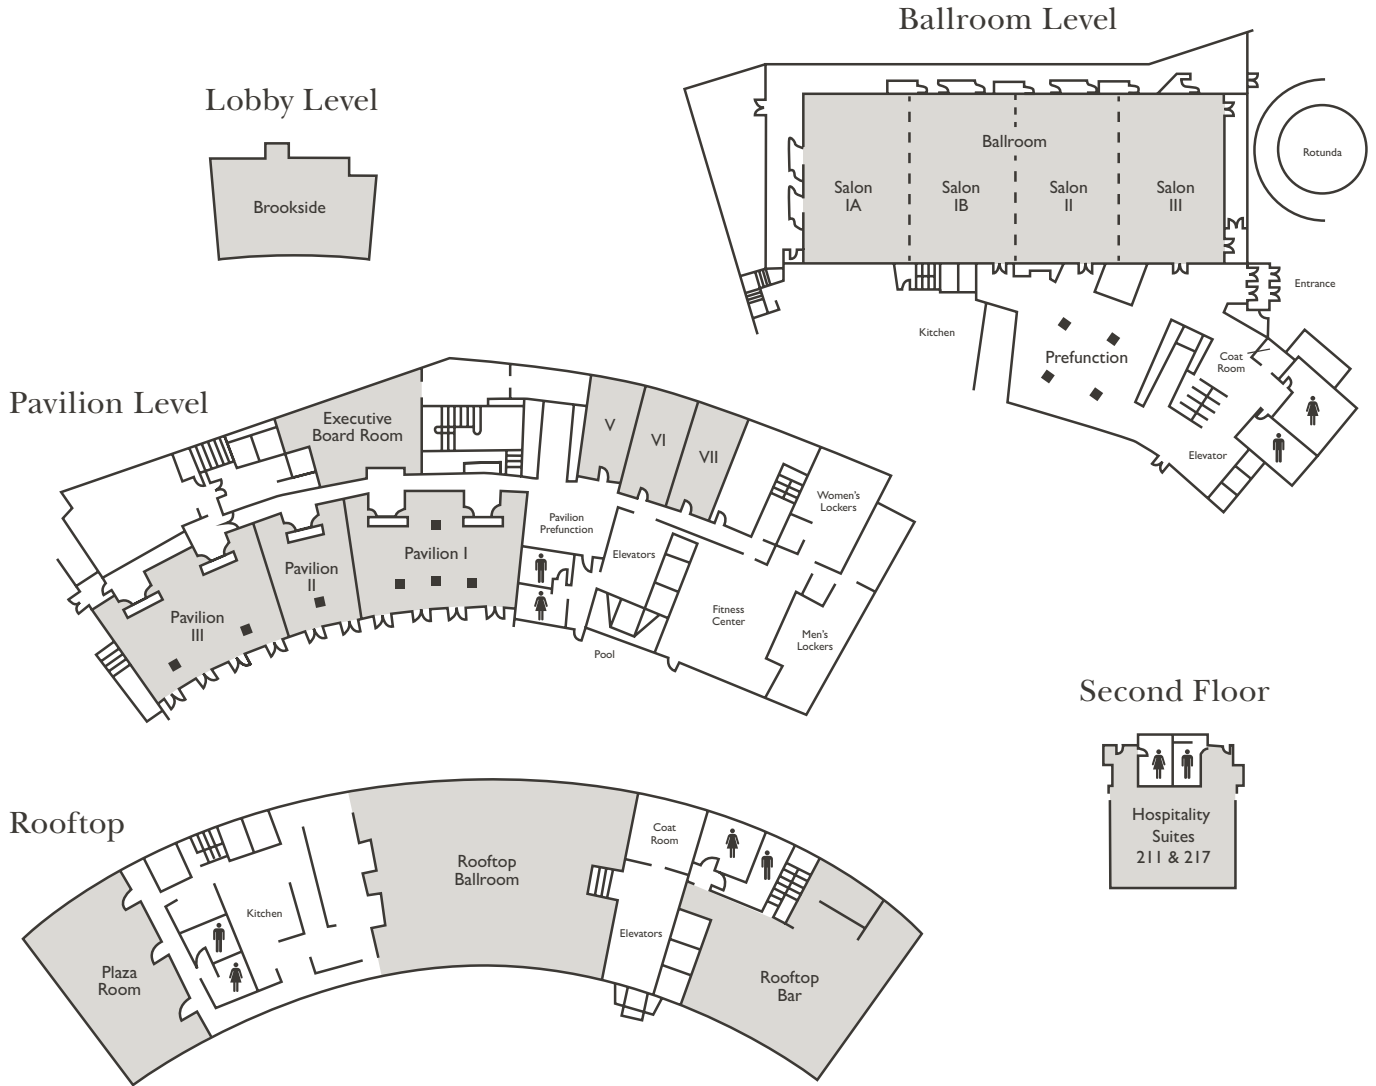 Ballroom Level
Lobby Level
Brookside
Ballroom
Salon
IA
Salon
IB
Salon
II
Salon
III
Rotunda
Entrance
Kitchen
Prefunction
Coat
Room
Elevator
Pavilion Level
Executive
Board Room
V
VI
VII
Women's
Lockers
Pavilion
Prefunction
Elevators
Pavilion I
Pavilion
II
Pavilion
III
Fitness
Center
Men's
Lockers
Pool
Second Floor
Hospitality
Suites
211 & 217
Rooftop
Coat
Room
Rooftop
Ballroom
Kitchen
Elevators
Plaza
Room
Rooftop
Bar